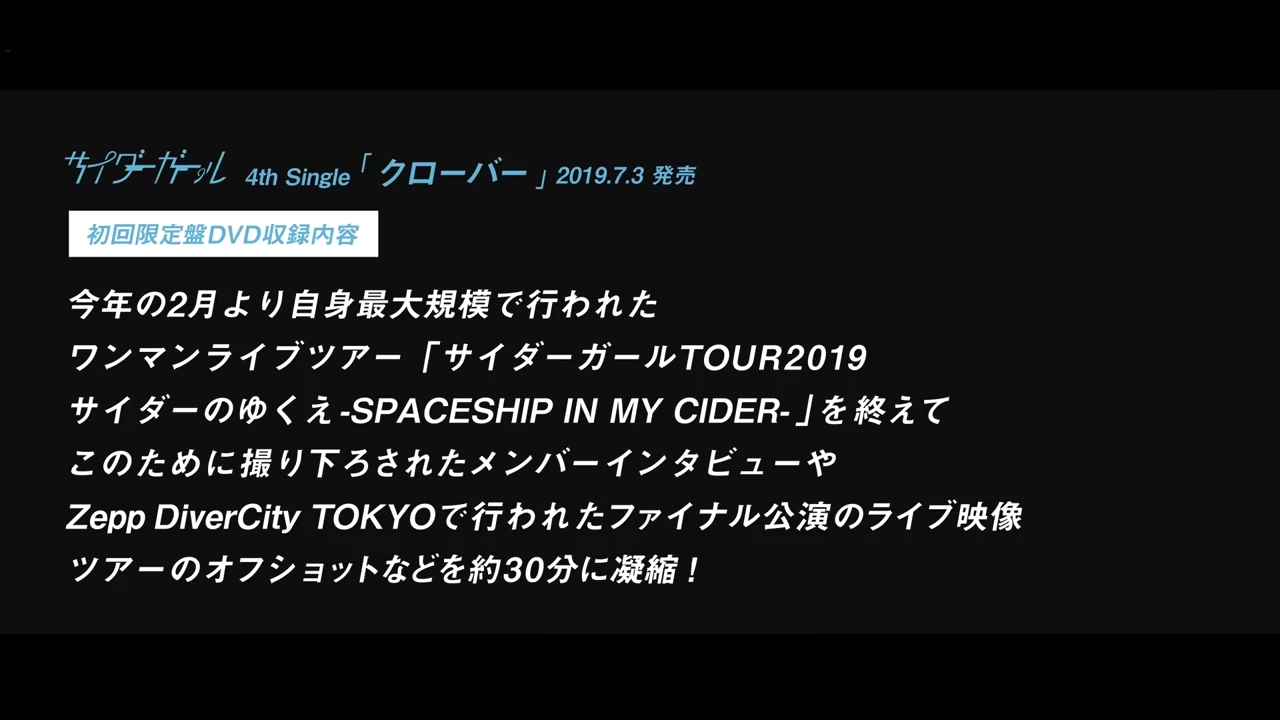 サイダーガール 4th Single「クローバー」2019.7.3 発売
初回限定盤DVD収録内容
今年の2月より自身最大規模で行われた
ワンマンライブツアー「サイダーガールTOUR2019
サイダーのゆくえ-SPACESHIP IN MY CIDER-」を終えて
このために撮り下ろされたメンバーインタビューや
Zepp DiverCity TOKYOで行われたファイナル公演のライブ映像
ツアーのオフショットなどを約30分に凝縮！